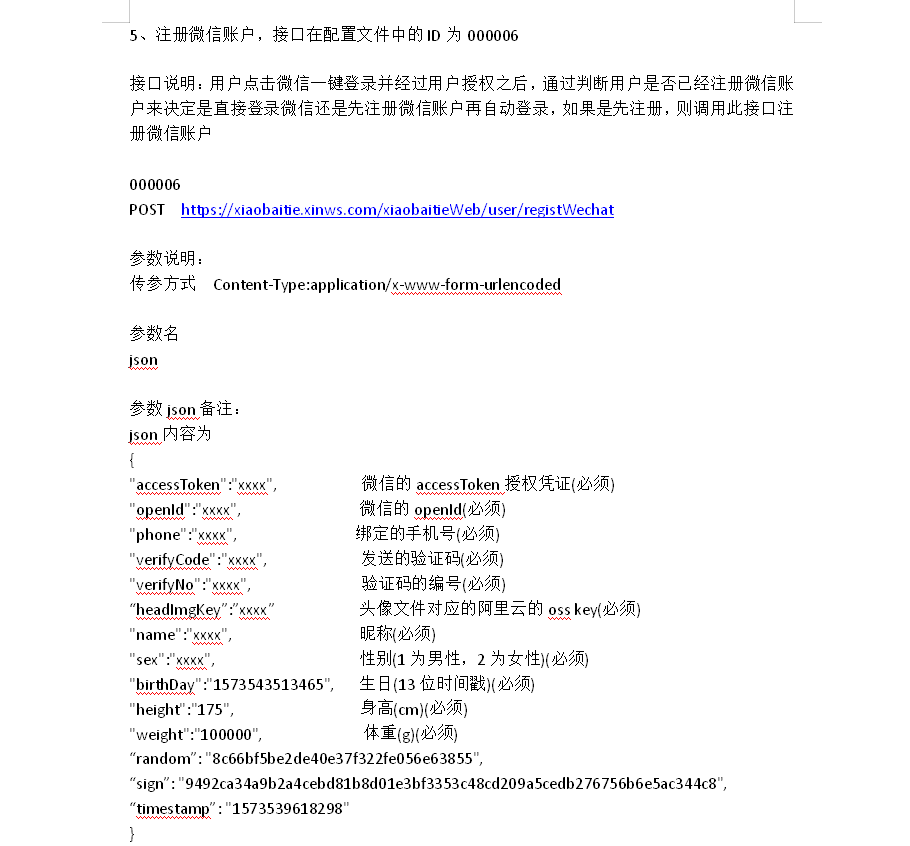 5、注册微信账户，接口在配置文件中的 ID 为 000006
接口说明：用户点击微信一键登录并经过用户授权之后，通过判断用户是否已经注册微信账
户来决定是直接登录微信还是先注册微信账户再自动登录，如果是先注册，则调用此接口注
册微信账户
000006
POST https://xiaobaitie.xinws.com/xiaobaitieWeb/user/registWechat
参数说明：
传参方式 Content-Type:application/x-www-form-urlencoded
参数名
json
参数 json 备注：
json 内容为
{
"accessToken":"xxxx", 微信的 accessToken 授权凭证(必须)
"openId":"xxxx", 微信的 openId(必须)
"phone":"xxxx", 绑定的手机号(必须)
"verifyCode":"xxxx", 发送的验证码(必须)
"verifyNo":"xxxx", 验证码的编号(必须)
“headImgKey”:”xxxx” 头像文件对应的阿里云的 oss key(必须)
"name":"xxxx", 昵称(必须)
"sex":"xxxx", 性别(1 为男性，2 为女性)(必须)
"birthDay":"1573543513465", 生日(13 位时间戳)(必须)
"height":"175", 身高(cm)(必须)
"weight":"100000", 体重(g)(必须)
“random”: "8c66bf5be2de40e37f322fe056e63855",
“sign”: "9492ca34a9b2a4cebd81b8d01e3bf3353c48cd209a5cedb276756b6e5ac344c8",
“timestamp”: "1573539618298"
}